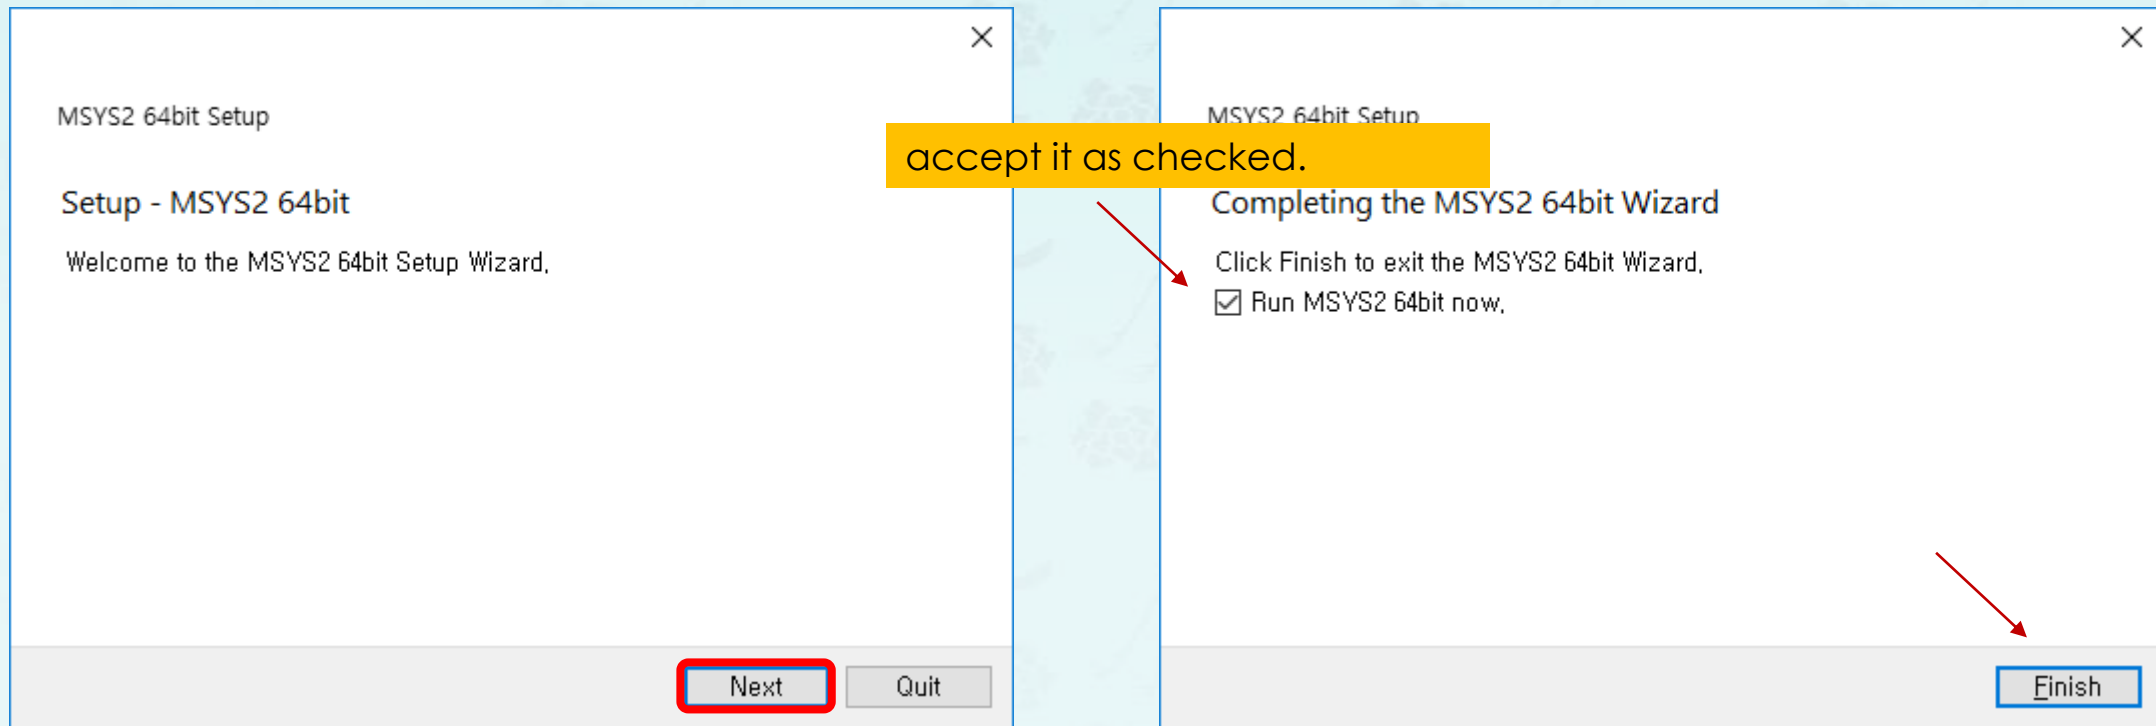 MSYS2 64bit Setup
Setup - MSYS2 64bit
Welcome to the MSYS2 64bit Setup Wizard.
Next
Quit
accept it as checked.
MSYS2 64bit Setup
Completing the MSYS2 64bit Wizard
Click Finish to exit the MSYS2 64bit Wizard.
Run MSYS2 64bit now.
Finish